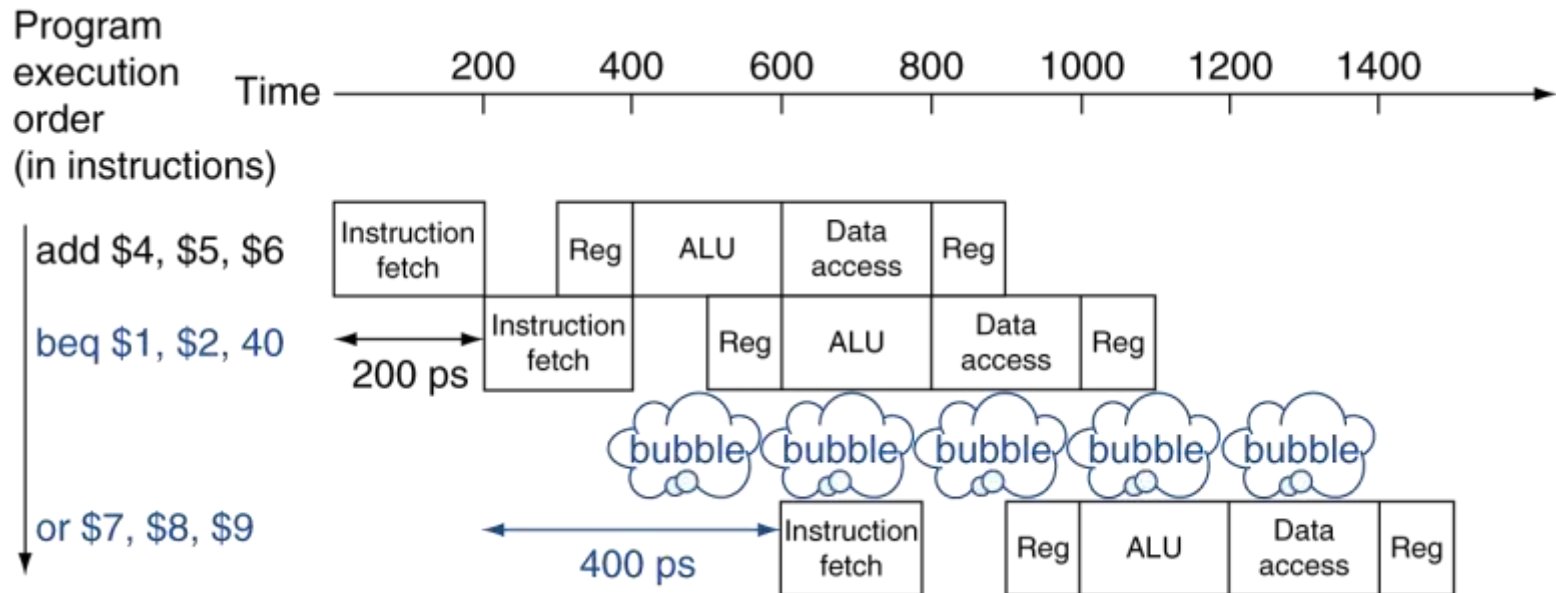 Program
execution
order
(in instructions)
Time
200 400 600 800 1000 1200 1400
add $4, $5, $6
Instruction
fetch
Reg
ALU
Data
access
Reg
beq $1, $2, 40
200 ps
Instruction
fetch
Reg
ALU
Data
access
Reg
bubble bubble bubble bubble bubble
or $7, $8, $9
400 ps
Instruction
fetch
Reg
ALU
Data
access
Reg